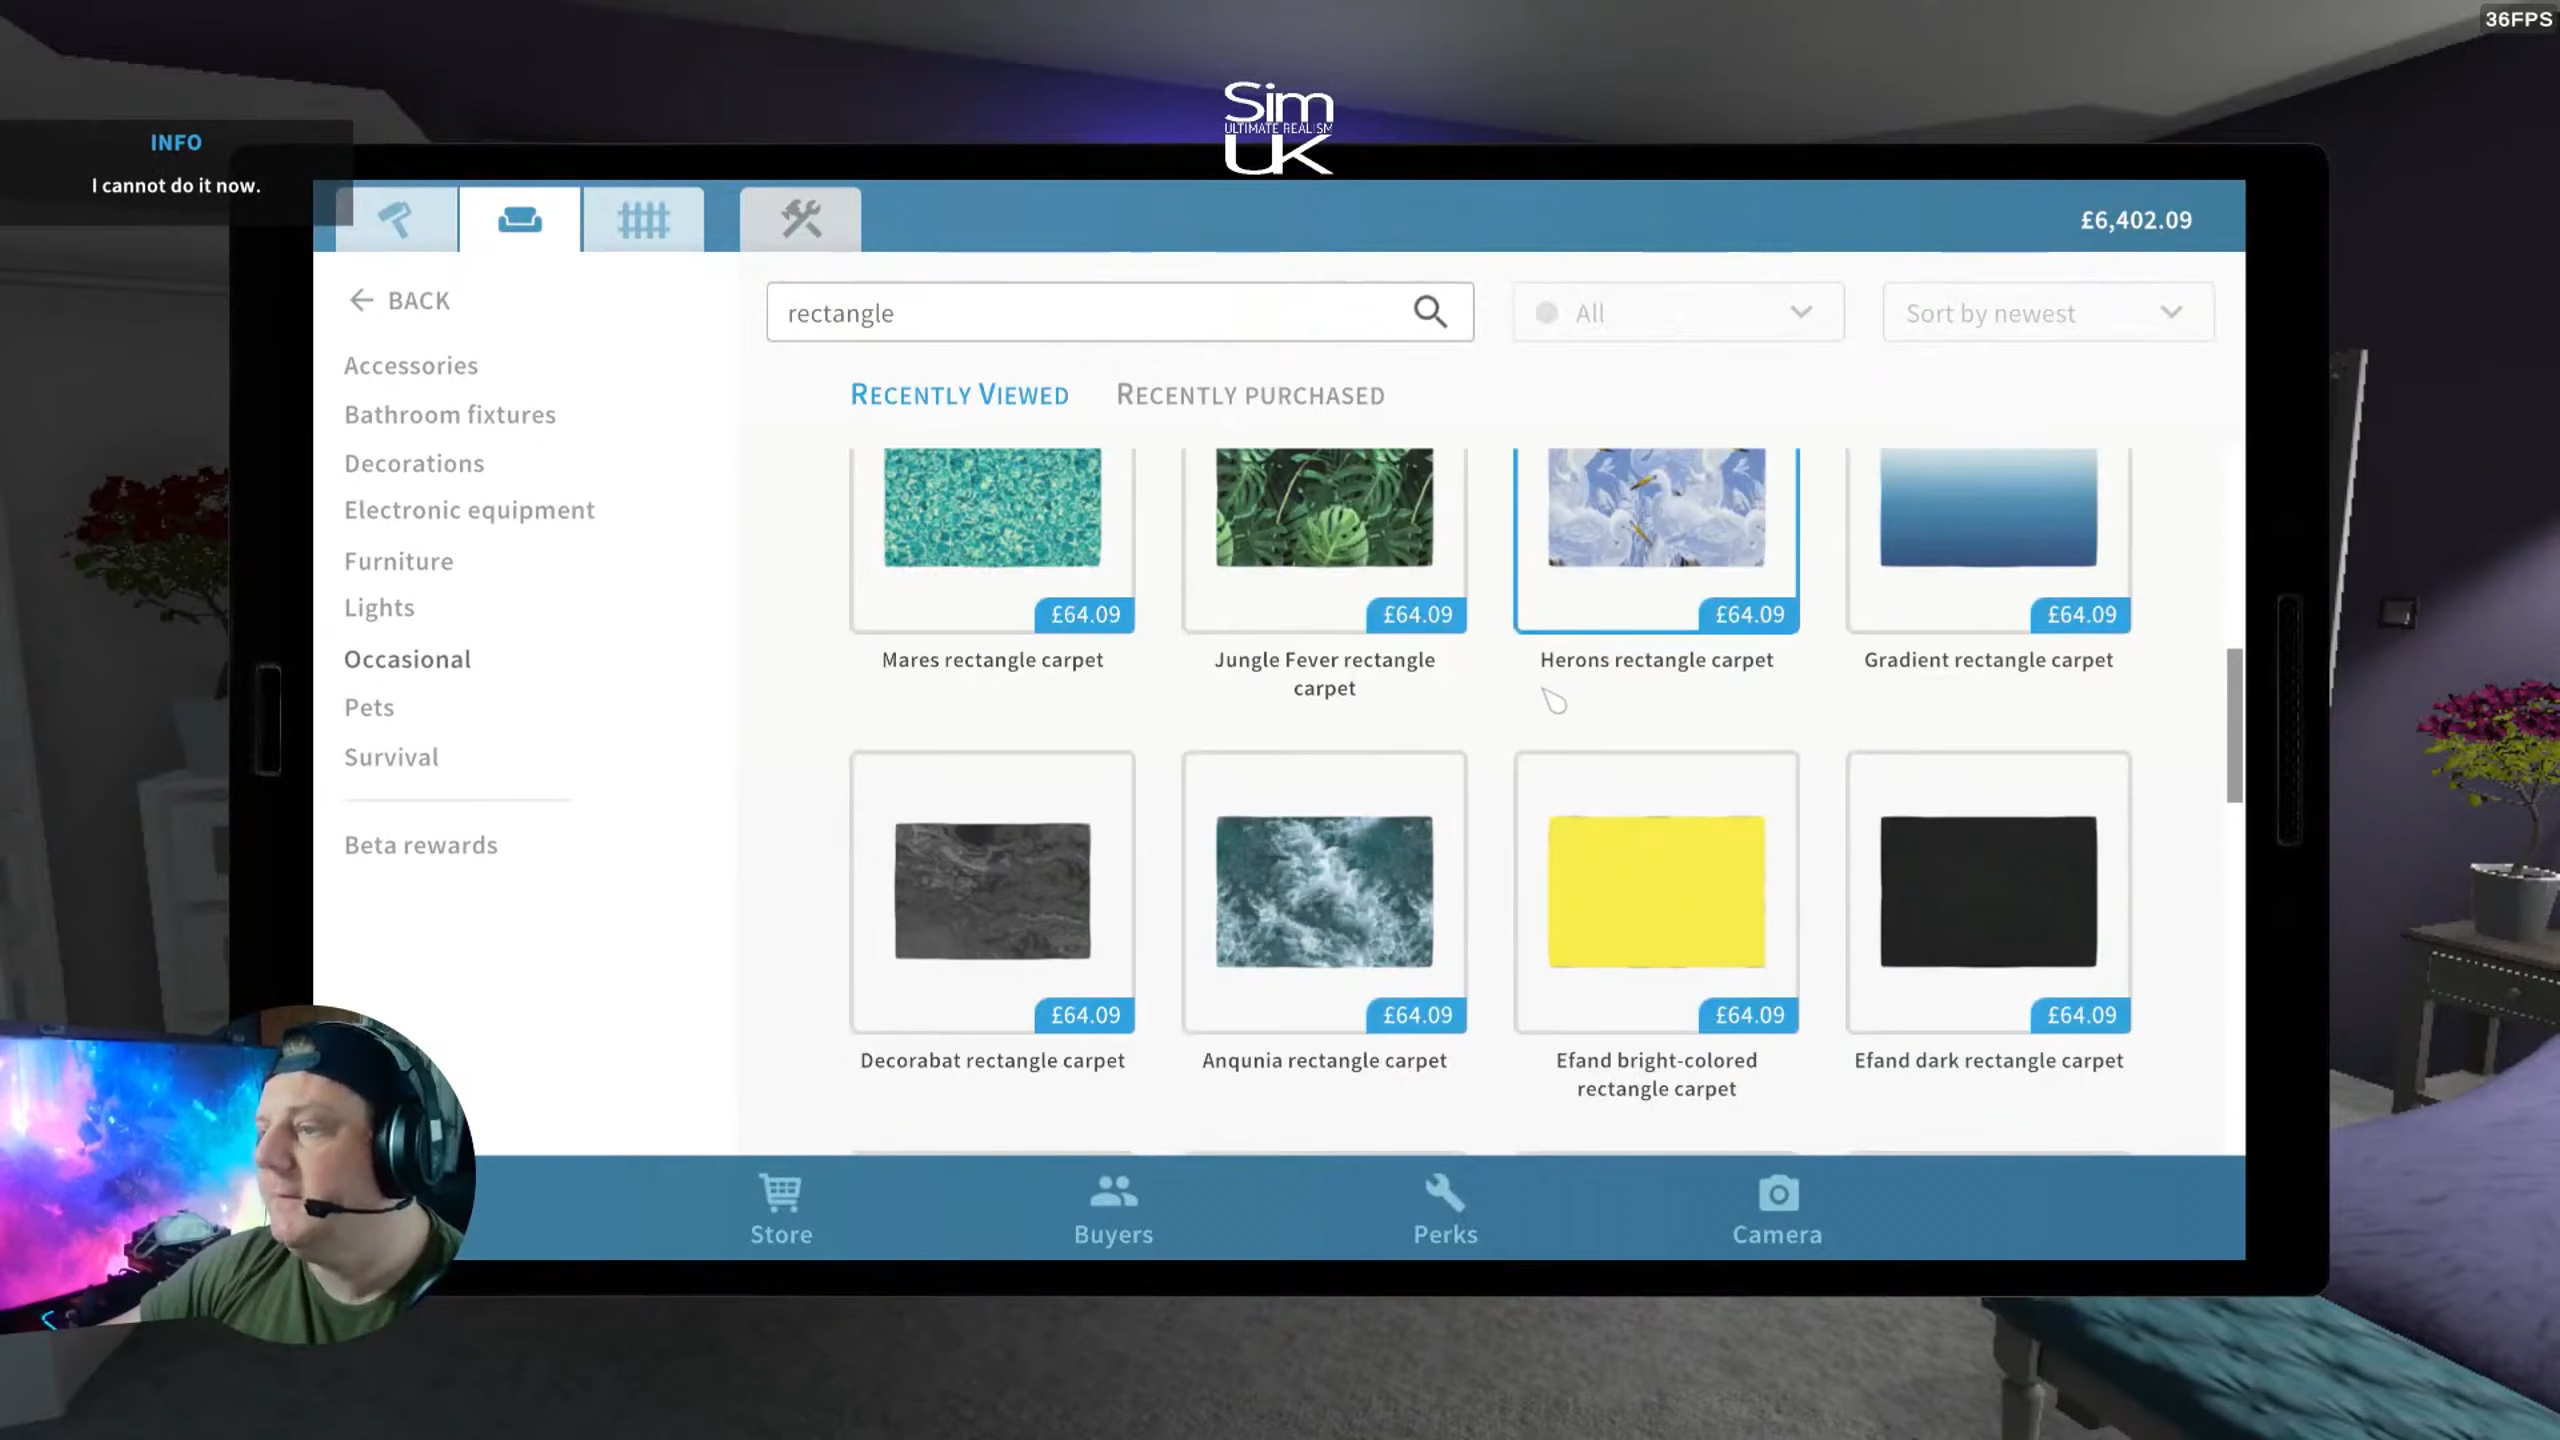 36FPS
Sim
ULTIMATE REALISM
UK
INFO
I cannot do it now.
£6,402.09
BACK
rectangle
All
Sort by newest
Accessories
Bathroom fixtures
Decorations
Electronic equipment
Furniture
Lights
Occasional
Pets
Survival
Beta rewards
RECENTLY VIEWED
RECENTLY PURCHASED
£64.09
£64.09
£64.09
£64.09
Mares rectangle carpet
Jungle Fever rectangle
carpet
Herons rectangle carpet
Gradient rectangle carpet
£64.09
£64.09
£64.09
£64.09
Decorabat rectangle carpet
Anqunia rectangle carpet
Efand bright-colored
rectangle carpet
Efand dark rectangle carpet
Store
Buyers
Perks
Camera